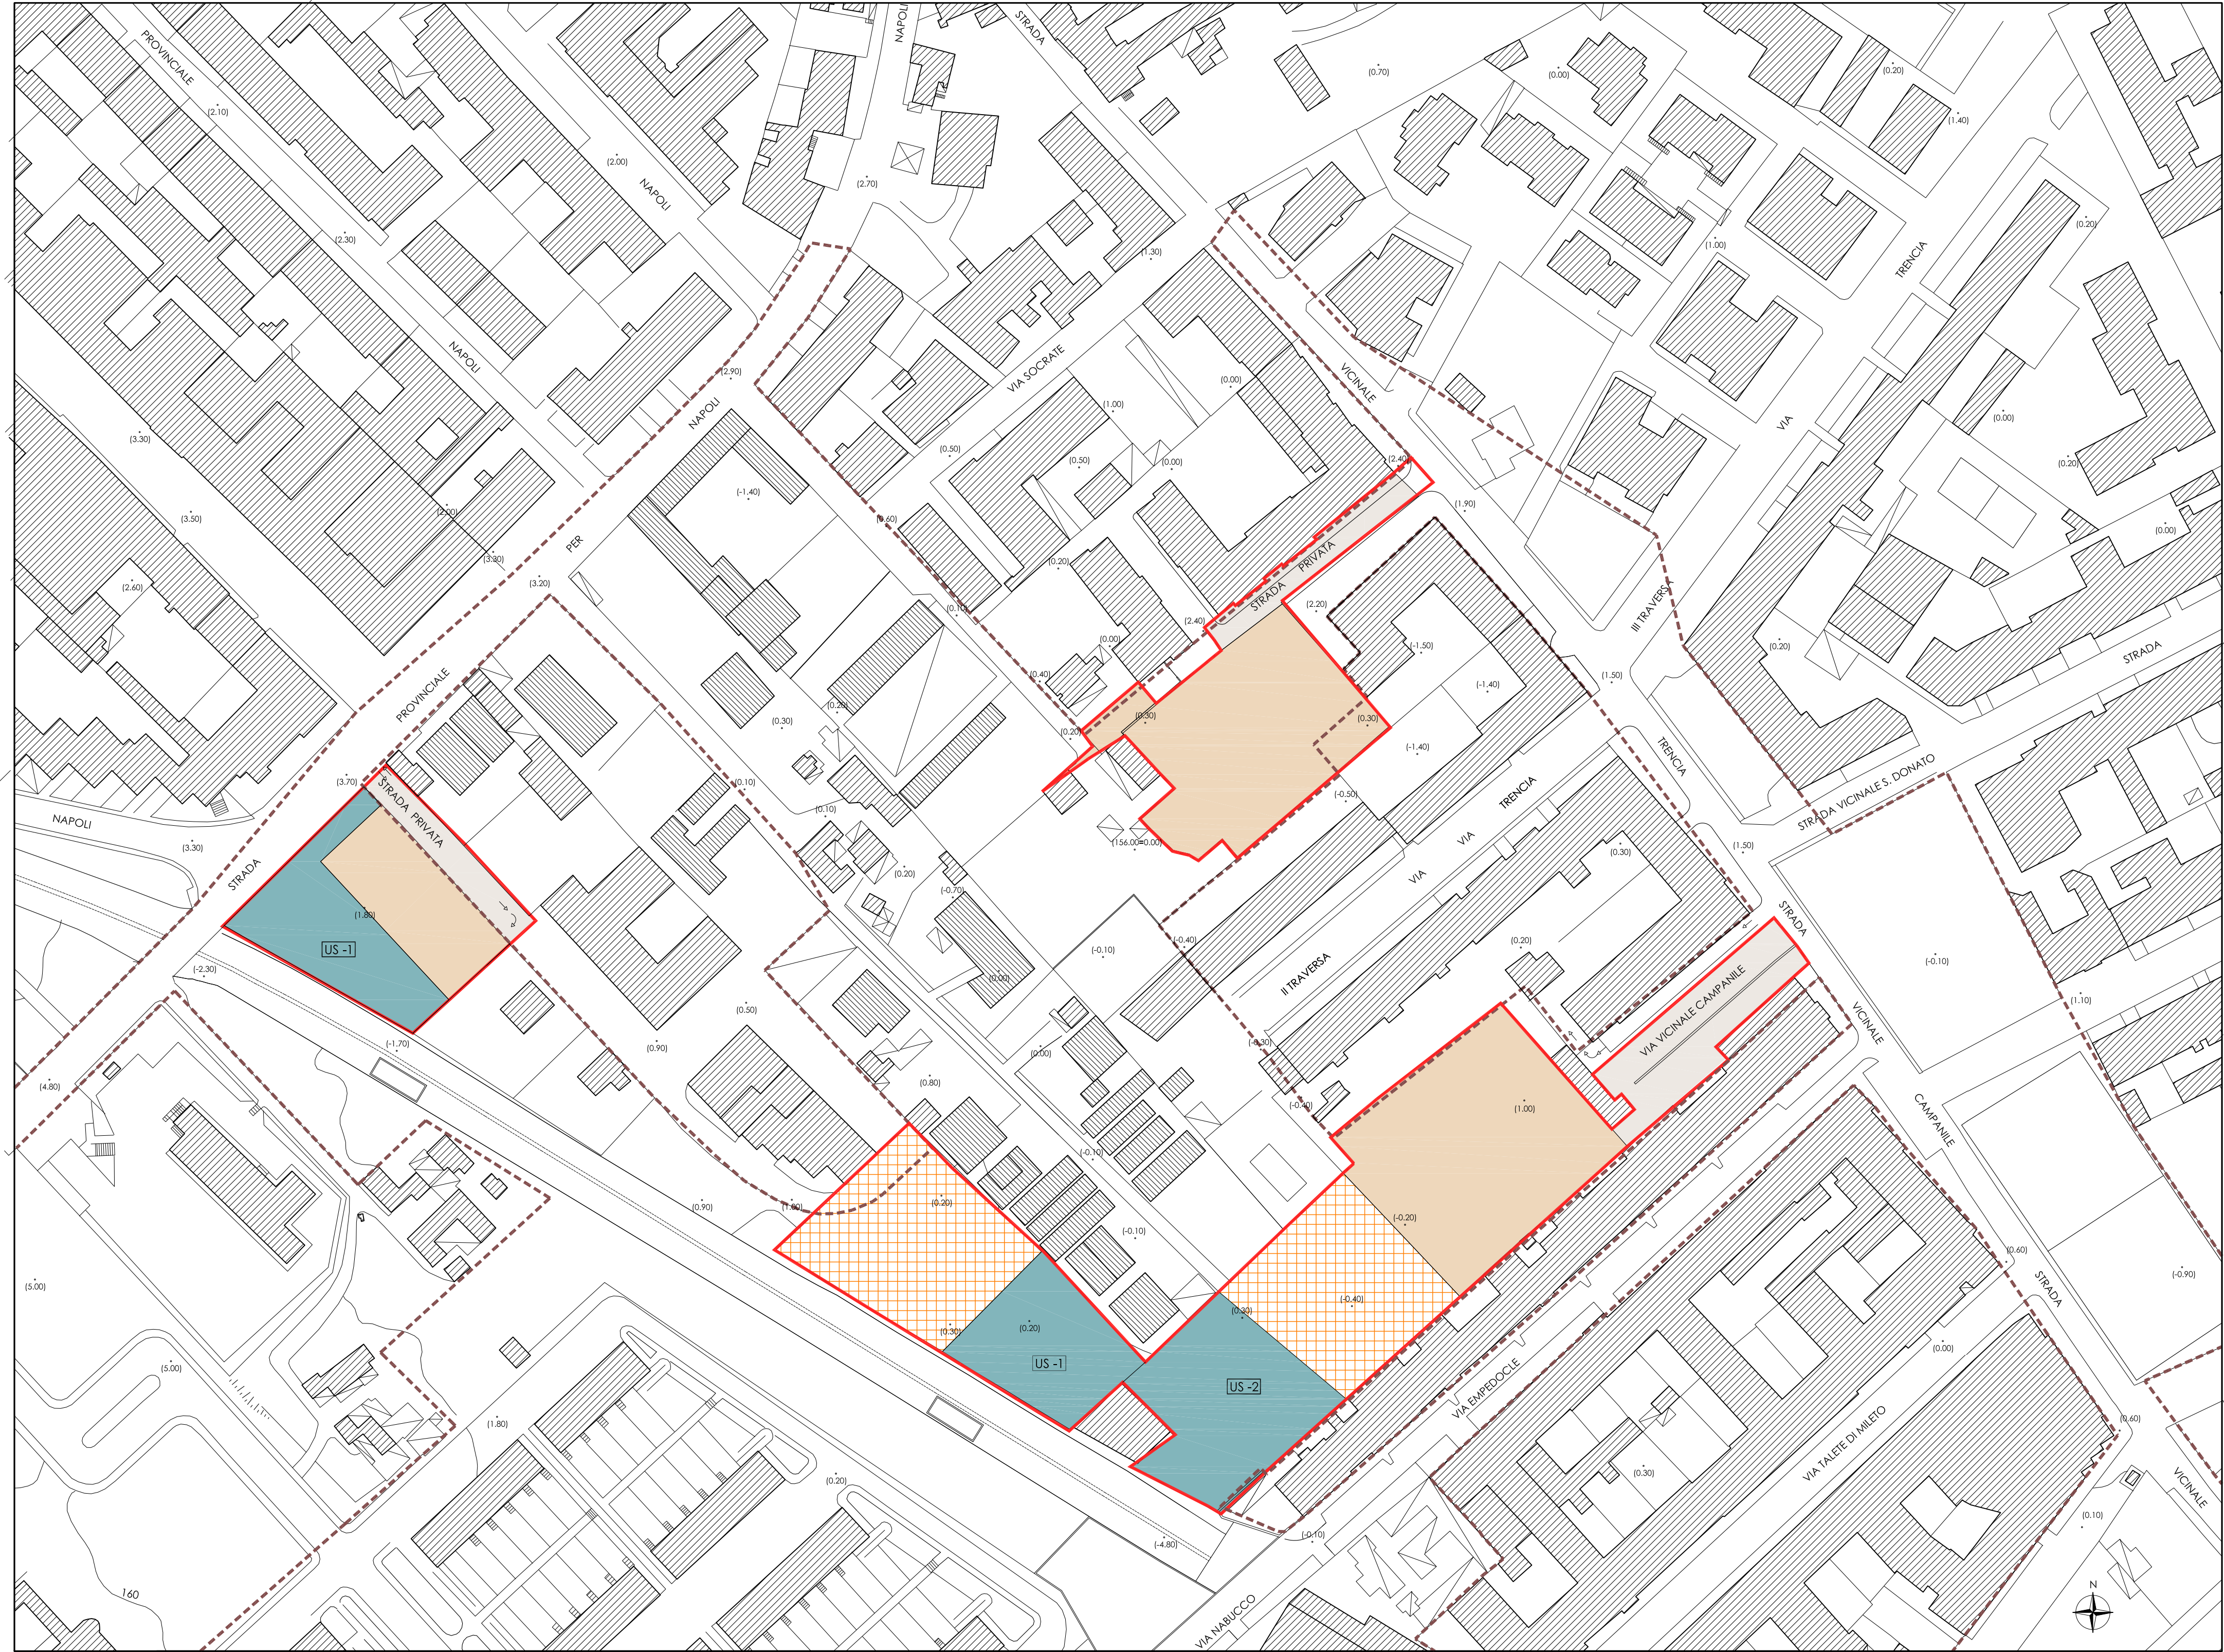 STRADA
NAPOLI
PROVINCIALE
(0.70)
(0.00)
(0.20)
(2.10)
(1.40)
(2.00)
NAPOLI
(2.70)
(0.20)
(2.30)
(1.30)
(1.00)
TRENCIA
NAPOLI
VIA SOCRATE
(2.90)
VICINALE
(0.00)
(1.00)
NAPOLI
VIA
(0.00)
(3.30)
(0.50)
(0.50)
(0.00)
(2.40)
(0.20)
(-1.40)
(1.90)
(2.00)
(3.50)
(0.60)
(0.00)
PER
STRADA PRIVATA
(3.30)
(0.20)
(3.20)
(2.60)
(0.10)
(2.20)
III TRAVERSA
(2.40)
(0.00)
(-1.50)
(0.20)
STRADA
(0.40)
(1.50)
(-1.40)
PROVINCIALE
(0.20)
(0.30)
(0.30)
(0.30)
(0.20)
(-1.40)
TRENCIA
(3.70)
STRADA PRIVATA
(0.10)
(-0.50)
TRENCIA
STRADA VICINALE S. DONATO
(0.10)
NAPOLI
VIA
(156.00=0.00)
(3.30)
(0.30)
(1.50)
STRADA
(0.20)
VIA
(-0.70)
(1.80)
STRADA
US -1
(-0.40)
(0.20)
(-0.10)
(-0.10)
II TRAVERSA
(-2.30)
(0.00)
VIA VICINALE CAMPANILE
(1.10)
(0.50)
VICINALE
(-1.70)
(0.90)
(0.00)
(-0.30)
(4.80)
(0.80)
(-0.40)
(1.00)
CAMPANILE
(-0.10)
(0.90)
(1.00)
(0.20)
(-0.20)
(-0.10)
(0.60)
(5.00)
STRADA
(-0.90)
(-0.40)
(0.30)
(0.30)
(0.20)
(0.00)
US -1
(5.00)
US -2
VIA EMPEDOCLE
(1.80)
VIA TALETE DI MILETO
(0.60)
(0.30)
(0.20)
VICINALE
(0.10)
(-0.10)
(-4.80)
160
N
VIA NABUCCO